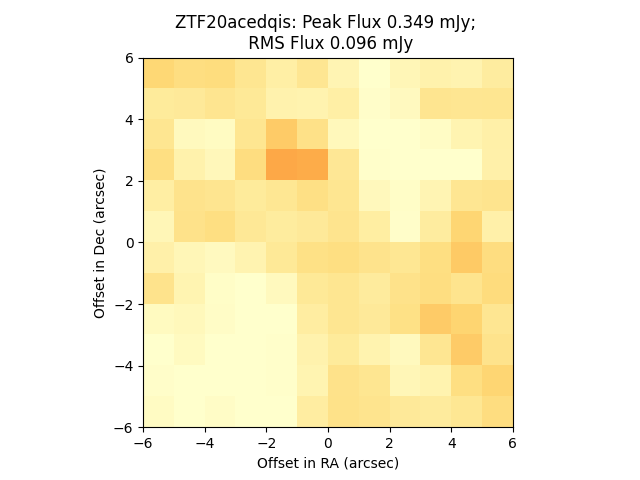 ZTF20acedqis: Peak Flux 0.349 mJy;
RMS Flux 0.096 mJy
6
4
2
0
−2
−4
−6
Offset in Dec (arcsec)
−6 −4 −2 0 2 4 6
Offset in RA (arcsec)